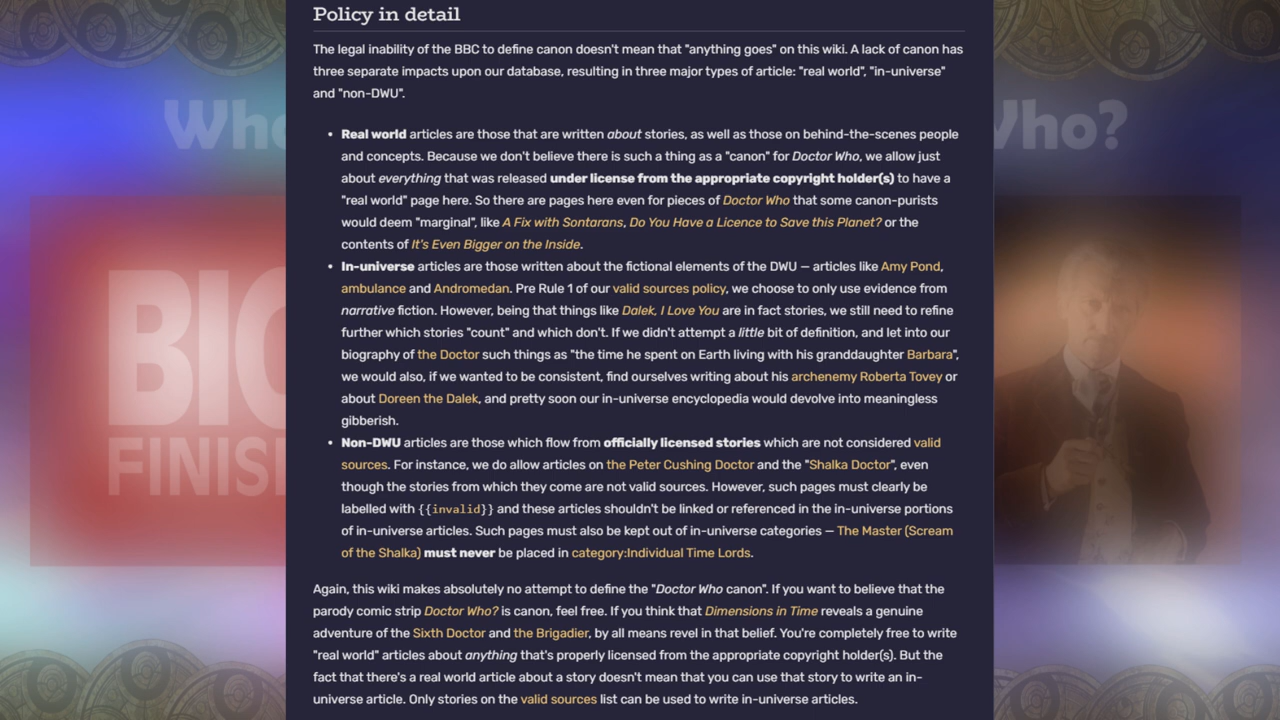 Policy in detail
The legal inability of the BBC to define canon doesn't mean that "anything goes" on this wiki. A lack of canon has
three separate impacts upon our database, resulting in three major types of article: "real world", "in-universe"
and "non-DWU".
• Real world articles are those that are written about stories, as well as those on behind-the-scenes people
and concepts. Because we don't believe there is such a thing as a "canon" for Doctor Who, we allow just
about everything that was released under license from the appropriate copyright holder(s) to have a
"real world" page here. So there are pages here even for pieces of Doctor Who that some canon-purists
would deem "marginal", like A Fix with Sontarans, Do You Have a Licence to Save this Planet? or the
contents of It's Even Bigger on the Inside.
• In-universe articles are those written about the fictional elements of the DWU — articles like Amy Pond,
ambulance and Andromedan. Pre Rule 1 of our valid sources policy, we choose to only use evidence from
narrative fiction. However, being that things like Dalek, I Love You are in fact stories, we still need to refine
further which stories "count" and which don't. If we didn't attempt a little bit of definition, and let into our
biography of the Doctor such things as "the time he spent on Earth living with his granddaughter Barbara",
we would also, if we wanted to be consistent, find ourselves writing about his archenemy Roberta Tovey or
about Doreen the Dalek, and pretty soon our in-universe encyclopedia would devolve into meaningless
gibberish.
• Non-DWU articles are those which flow from officially licensed stories which are not considered valid
sources. For instance, we do allow articles on the Peter Cushing Doctor and the "Shalka Doctor", even
though the stories from which they come are not valid sources. However, such pages must clearly be
labelled with {{invalid}} and these articles shouldn't be linked or referenced in the in-universe portions
of in-universe articles. Such pages must also be kept out of in-universe categories — The Master (Scream
of the Shalka) must never be placed in category:Individual Time Lords.
Again, this wiki makes absolutely no attempt to define the "Doctor Who canon". If you want to believe that the
parody comic strip Doctor Who? is canon, feel free. If you think that Dimensions in Time reveals a genuine
adventure of the Sixth Doctor and the Brigadier, by all means revel in that belief. You're completely free to write
"real world" articles about anything that's properly licensed from the appropriate copyright holder(s). But the
fact that there's a real world article about a story doesn't mean that you can use that story to write an in-
universe article. Only stories on the valid sources list can be used to write in-universe articles.
Who?
BIG
FINISH